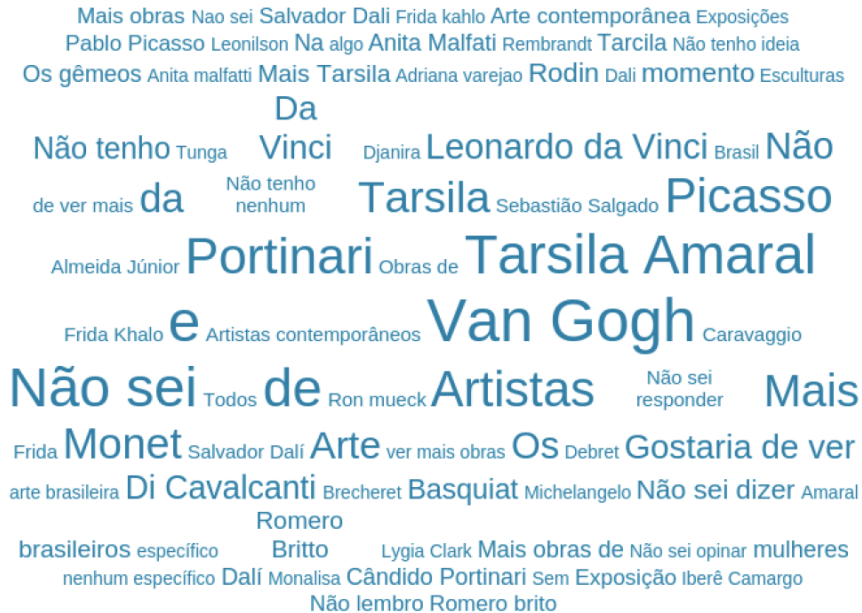 Mais obras Nao sei Salvador Dali Frida kahlo Arte contemporânea Exposições
Pablo Picasso Leonilson Na algo Anita Malfati Rembrandt Tarcila Não tenho ideia
Os gêmeos Anita malfatti Mais Tarsila Adriana varejao Rodin Dali momento Esculturas
Não tenho Tunga Da Vinci Djanira Leonardo da Vinci Brasil Não
de ver mais da Não tenho nenhum Tarsila Sebastião Salgado Picasso
Almeida Júnior Portinari Obras de Tarsila Amaral
Frida Khalo e Artistas contemporâneos Van Gogh Caravaggio
Não sei Todos de Ron mueck Artistas Não sei responder Mais
Frida Monet Salvador Dalí Arte ver mais obras Os Debret Gostaria de ver
arte brasileira Di Cavalcanti Brecheret Basquiat Michelangelo Não sei dizer Amaral
brasileiros específico Romero Britto Lygia Clark Mais obras de Não sei opinar mulheres
nenhum específico Dalí Monalisa Cândido Portinari Sem Exposição Iberê Camargo
Não lembro Romero brito